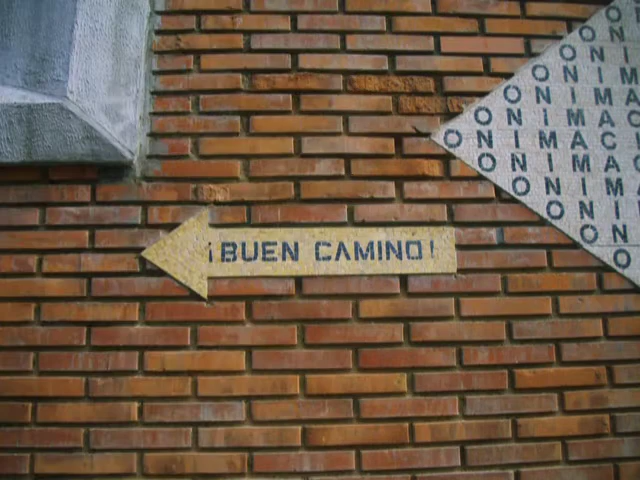 O
O N
O N I
O N I M
O N I M A
O N I M A C
O N I M A C I
O N I M A C
O N I M
O N I
O N
O
¡BUEN CAMINO!